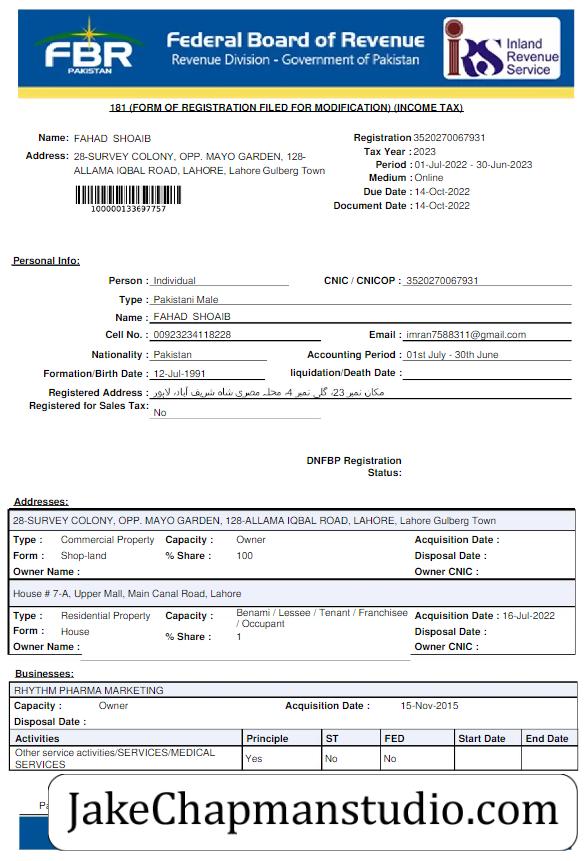 FBR
PAKISTAN
Federal Board of Revenue
Revenue Division - Government of Pakistan
IRS
Inland
Revenue
Service
181 (FORM OF REGISTRATION FILED FOR MODIFICATION) (INCOME TAX)
Name: FAHAD SHOAIB
Address: 28-SURVEY COLONY, OPP. MAYO GARDEN, 128-
ALLAMA IQBAL ROAD, LAHORE, Lahore Gulberg Town
100000133697757
Registration 3520270067931
Tax Year : 2023
Period : 01-Jul-2022 - 30-Jun-2023
Medium : Online
Due Date : 14-Oct-2022
Document Date : 14-Oct-2022
Personal Info:
Person : Individual CNIC / CNICOP : 3520270067931
Type : Pakistani Male
Name : FAHAD SHOAIB
Cell No. : 00923234118228 Email : imran7588311@gmail.com
Nationality : Pakistan Accounting Period : 01st July - 30th June
Formation/Birth Date : 12-Jul-1991 liquidation/Death Date :
Registered Address : مکان نمبر 23، گلی نمبر 4، محلہ مصری شاہ شریف آباد، لاہور
Registered for Sales Tax: No
DNFBP Registration
Status:
Addresses:
28-SURVEY COLONY, OPP. MAYO GARDEN, 128-ALLAMA IQBAL ROAD, LAHORE, Lahore Gulberg Town
Type : Commercial Property Capacity : Owner Acquisition Date :
Form : Shop-land % Share : 100 Disposal Date :
Owner Name : Owner CNIC :
House # 7-A, Upper Mall, Main Canal Road, Lahore
Type : Residential Property Capacity : Benami / Lessee / Tenant / Franchisee / Occupant Acquisition Date : 16-Jul-2022
Form : House % Share : 1 Disposal Date :
Owner Name : Owner CNIC :
Businesses:
RHYTHM PHARMA MARKETING
Capacity : Owner Acquisition Date : 15-Nov-2015
Disposal Date :
Activities Principle ST FED Start Date End Date
Other service activities/SERVICES/MEDICAL SERVICES Yes No No
JakeChapmanstudio.com